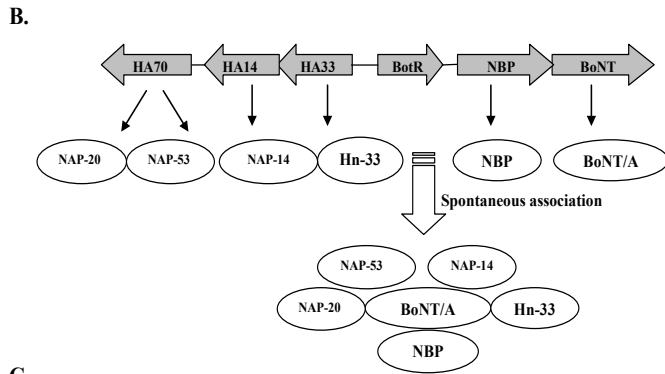 B.
HA70 HA14 HA33 BotR NBP BoNT
NAP-20 NAP-53 NAP-14 Hn-33 NBP BoNT/A
Spontaneous association
NAP-53 NAP-14
NAP-20 BoNT/A Hn-33
NBP